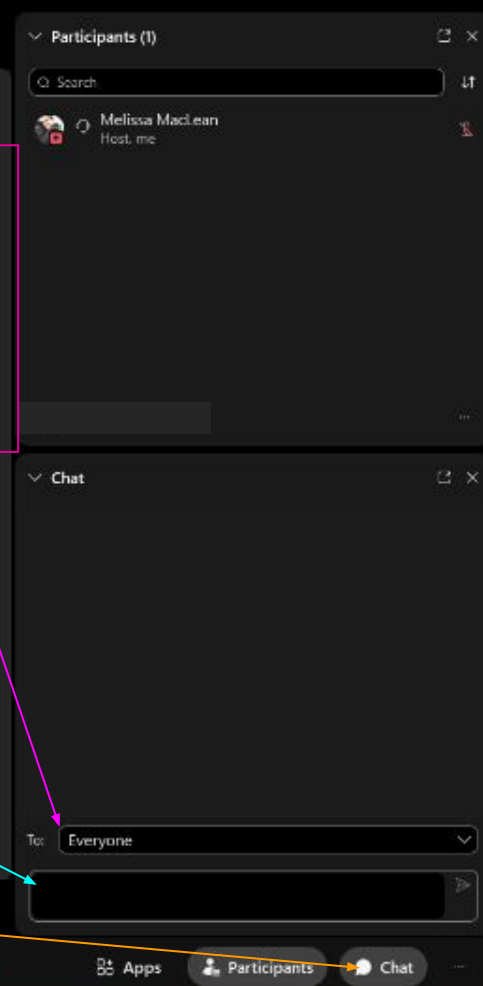 Participants (1)
Search
Melissa MacLean
Host, me
Chat
To: Everyone
Apps Participants Chat